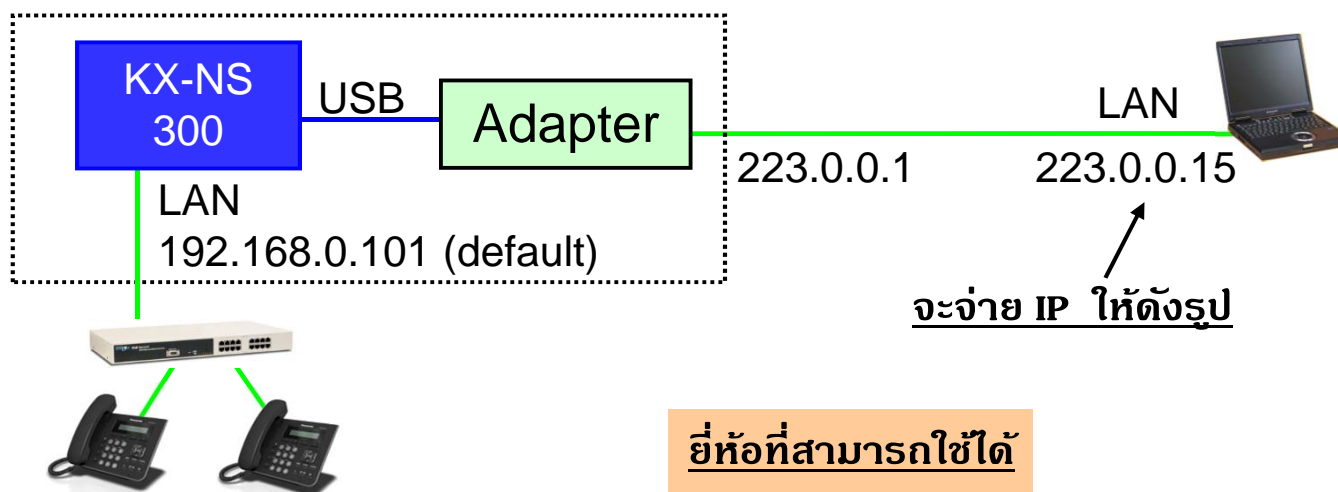 KX-NS
300
USB
Adapter
LAN
223.0.0.1
223.0.0.15
LAN
192.168.0.101 (default)
จะจ่าย IP ให้ดังรูป
ยี่ห้อที่สามารถใช้ได้